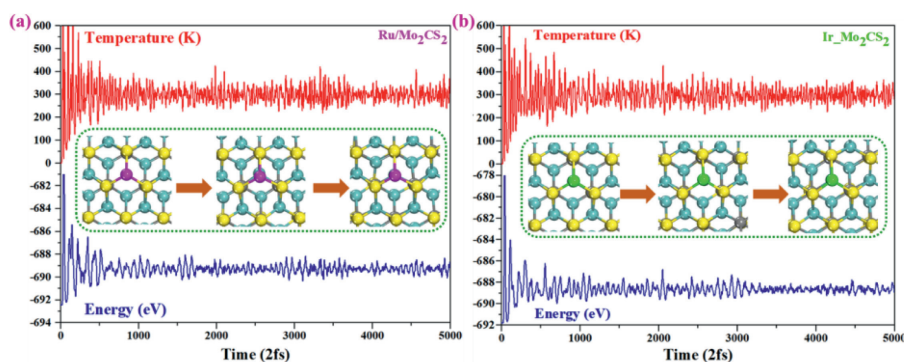 (a)
600
500
400
300
200
100
0
-682
-684
-686
-688
-690
-692
-694
Temperature (K)
Ru/Mo₂CS₂
Energy (eV)
0 1000 2000 3000 4000 5000
Time (2fs)
(b)
600
500
400
300
200
100
0
-678
-680
-682
-684
-686
-688
-690
-692
Temperature (K)
Ir_Mo₂CS₂
Energy (eV)
0 1000 2000 3000 4000 5000
Time (2fs)